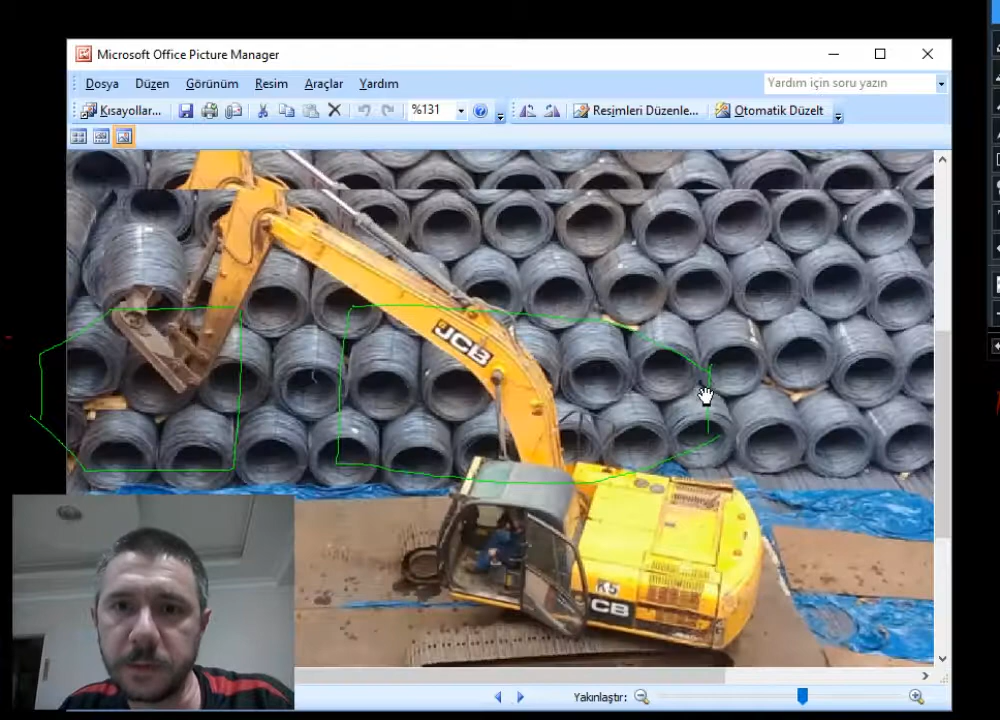 Microsoft Office Picture Manager
Dosya Düzen Görünüm Resim Araçlar Yardım
Yardım için soru yazın
Kısayollar... %131 Resimleri Düzenle... Otomatik Düzelt
JCB
JCB
Yakınlaştır: